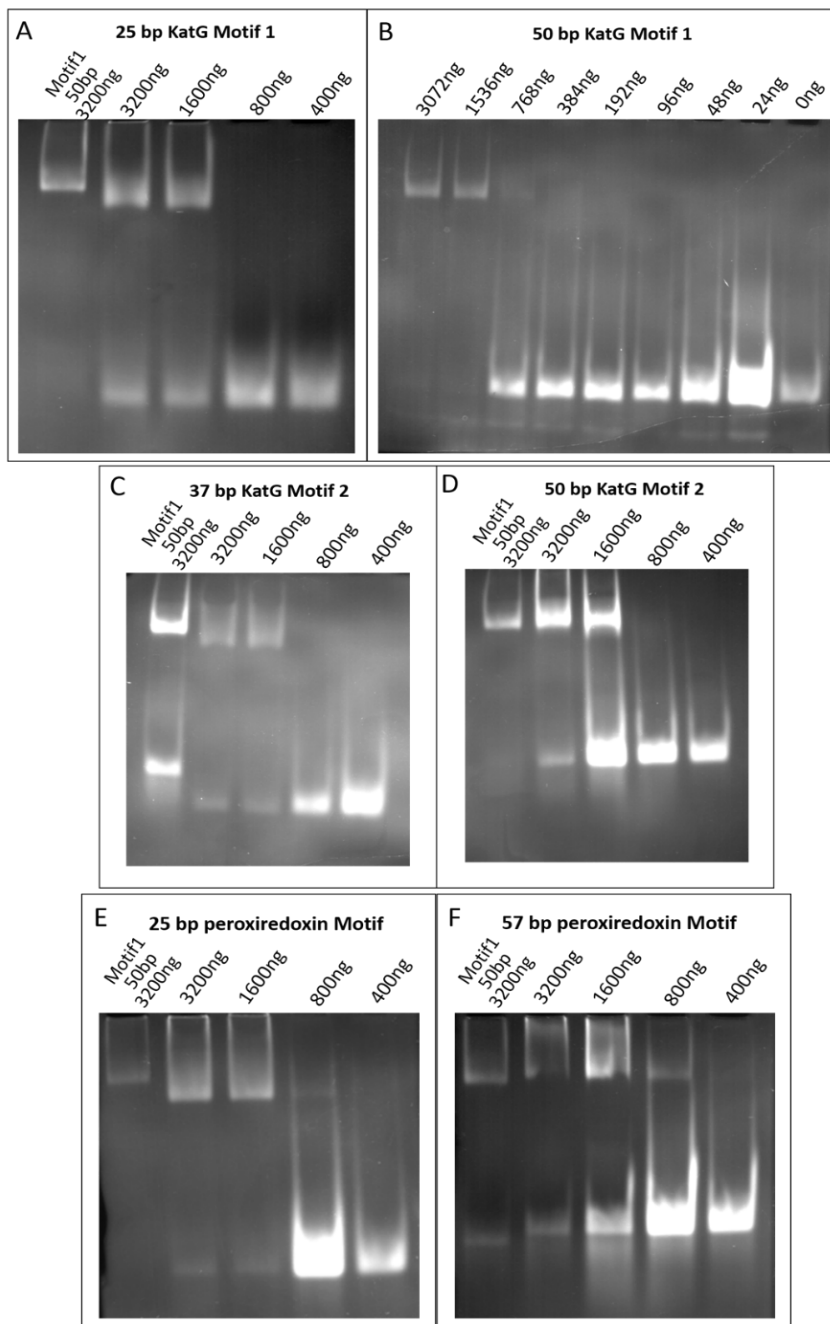 A
25 bp KatG Motif 1
Motif1
50bp
3200ng
3200ng
1600ng
800ng
400ng
B
50 bp KatG Motif 1
3072ng
1536ng
768ng
384ng
192ng
96ng
48ng
24ng
0ng
C
37 bp KatG Motif 2
Motif1
50bp
3200ng
3200ng
1600ng
800ng
400ng
D
50 bp KatG Motif 2
Motif1
50bp
3200ng
3200ng
1600ng
800ng
400ng
E
25 bp peroxiredoxin Motif
Motif1
50bp
3200ng
3200ng
1600ng
800ng
400ng
F
57 bp peroxiredoxin Motif
Motif1
50bp
3200ng
3200ng
1600ng
800ng
400ng